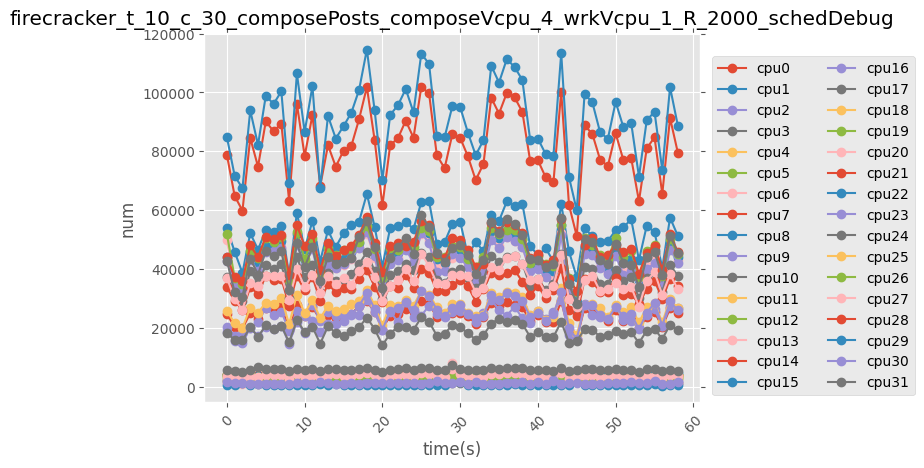 firecracker_t_10_c_30_composePosts_composeVcpu_4_wrkVcpu_1_R_2000_schedDebug
120000
100000
80000
60000
40000
20000
0
num
0
10
20
30
40
50
60
time(s)
cpu0
cpu1
cpu2
cpu3
cpu4
cpu5
cpu6
cpu7
cpu8
cpu9
cpu10
cpu11
cpu12
cpu13
cpu14
cpu15
cpu16
cpu17
cpu18
cpu19
cpu20
cpu21
cpu22
cpu23
cpu24
cpu25
cpu26
cpu27
cpu28
cpu29
cpu30
cpu31